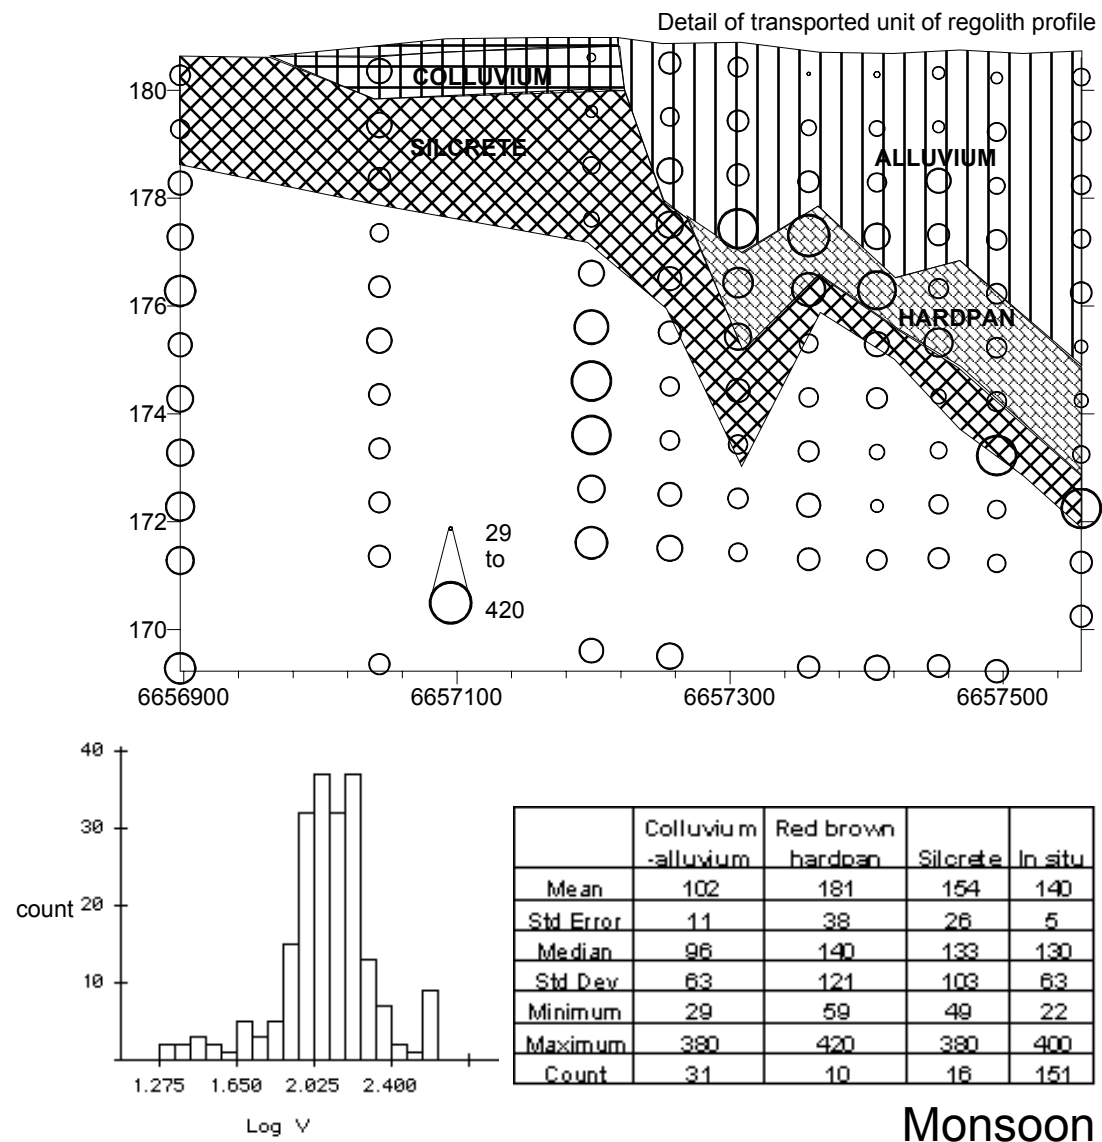 Detail of transported unit of regolith profile
180
178
176
174
172
170
COLLUVIUM
SILCRETE
ALLUVIUM
HARDPAN
29
to
420
6656900 6657100 6657300 6657500
40
30
20
10
count
1.275 1.650 2.025 2.400
Log V
Colluvium Red brown
-alluvium hardpan Silcrete In situ
Mean 102 181 154 140
Std Error 11 38 26 5
Median 96 140 133 130
Std Dev 63 121 103 63
Minimum 29 59 49 22
Maximum 380 420 380 400
Count 31 10 16 151
Monsoon